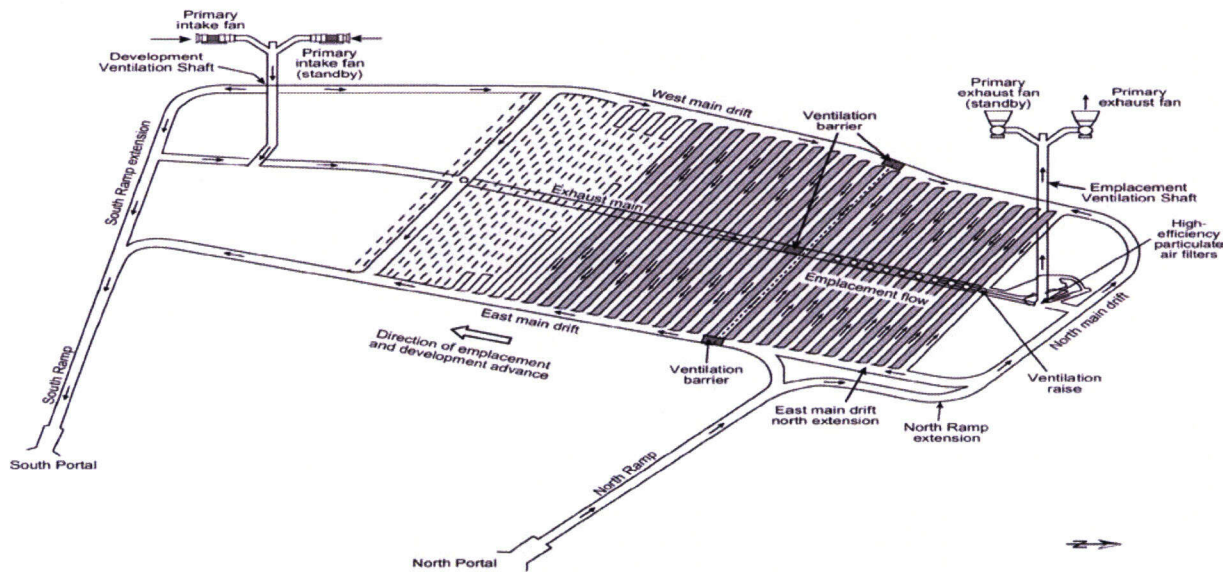 Primary
intake fan
Primary
intake fan
(standby)
Development
Ventilation Shaft
South Ramp extension
West main drift
Ventilation
barrier
Primary
exhaust fan
(standby)
Primary
exhaust fan
Emplacement
Ventilation Shaft
High-
efficiency
particulate
air filters
Exhaust main
Emplacement flow
East main drift
Direction of emplacement
and development advance
Ventilation
barrier
East main drift
north extension
North Ramp
extension
Ventilation
raise
North main drift
South Ramp
South Portal
North Ramp
North Portal
N